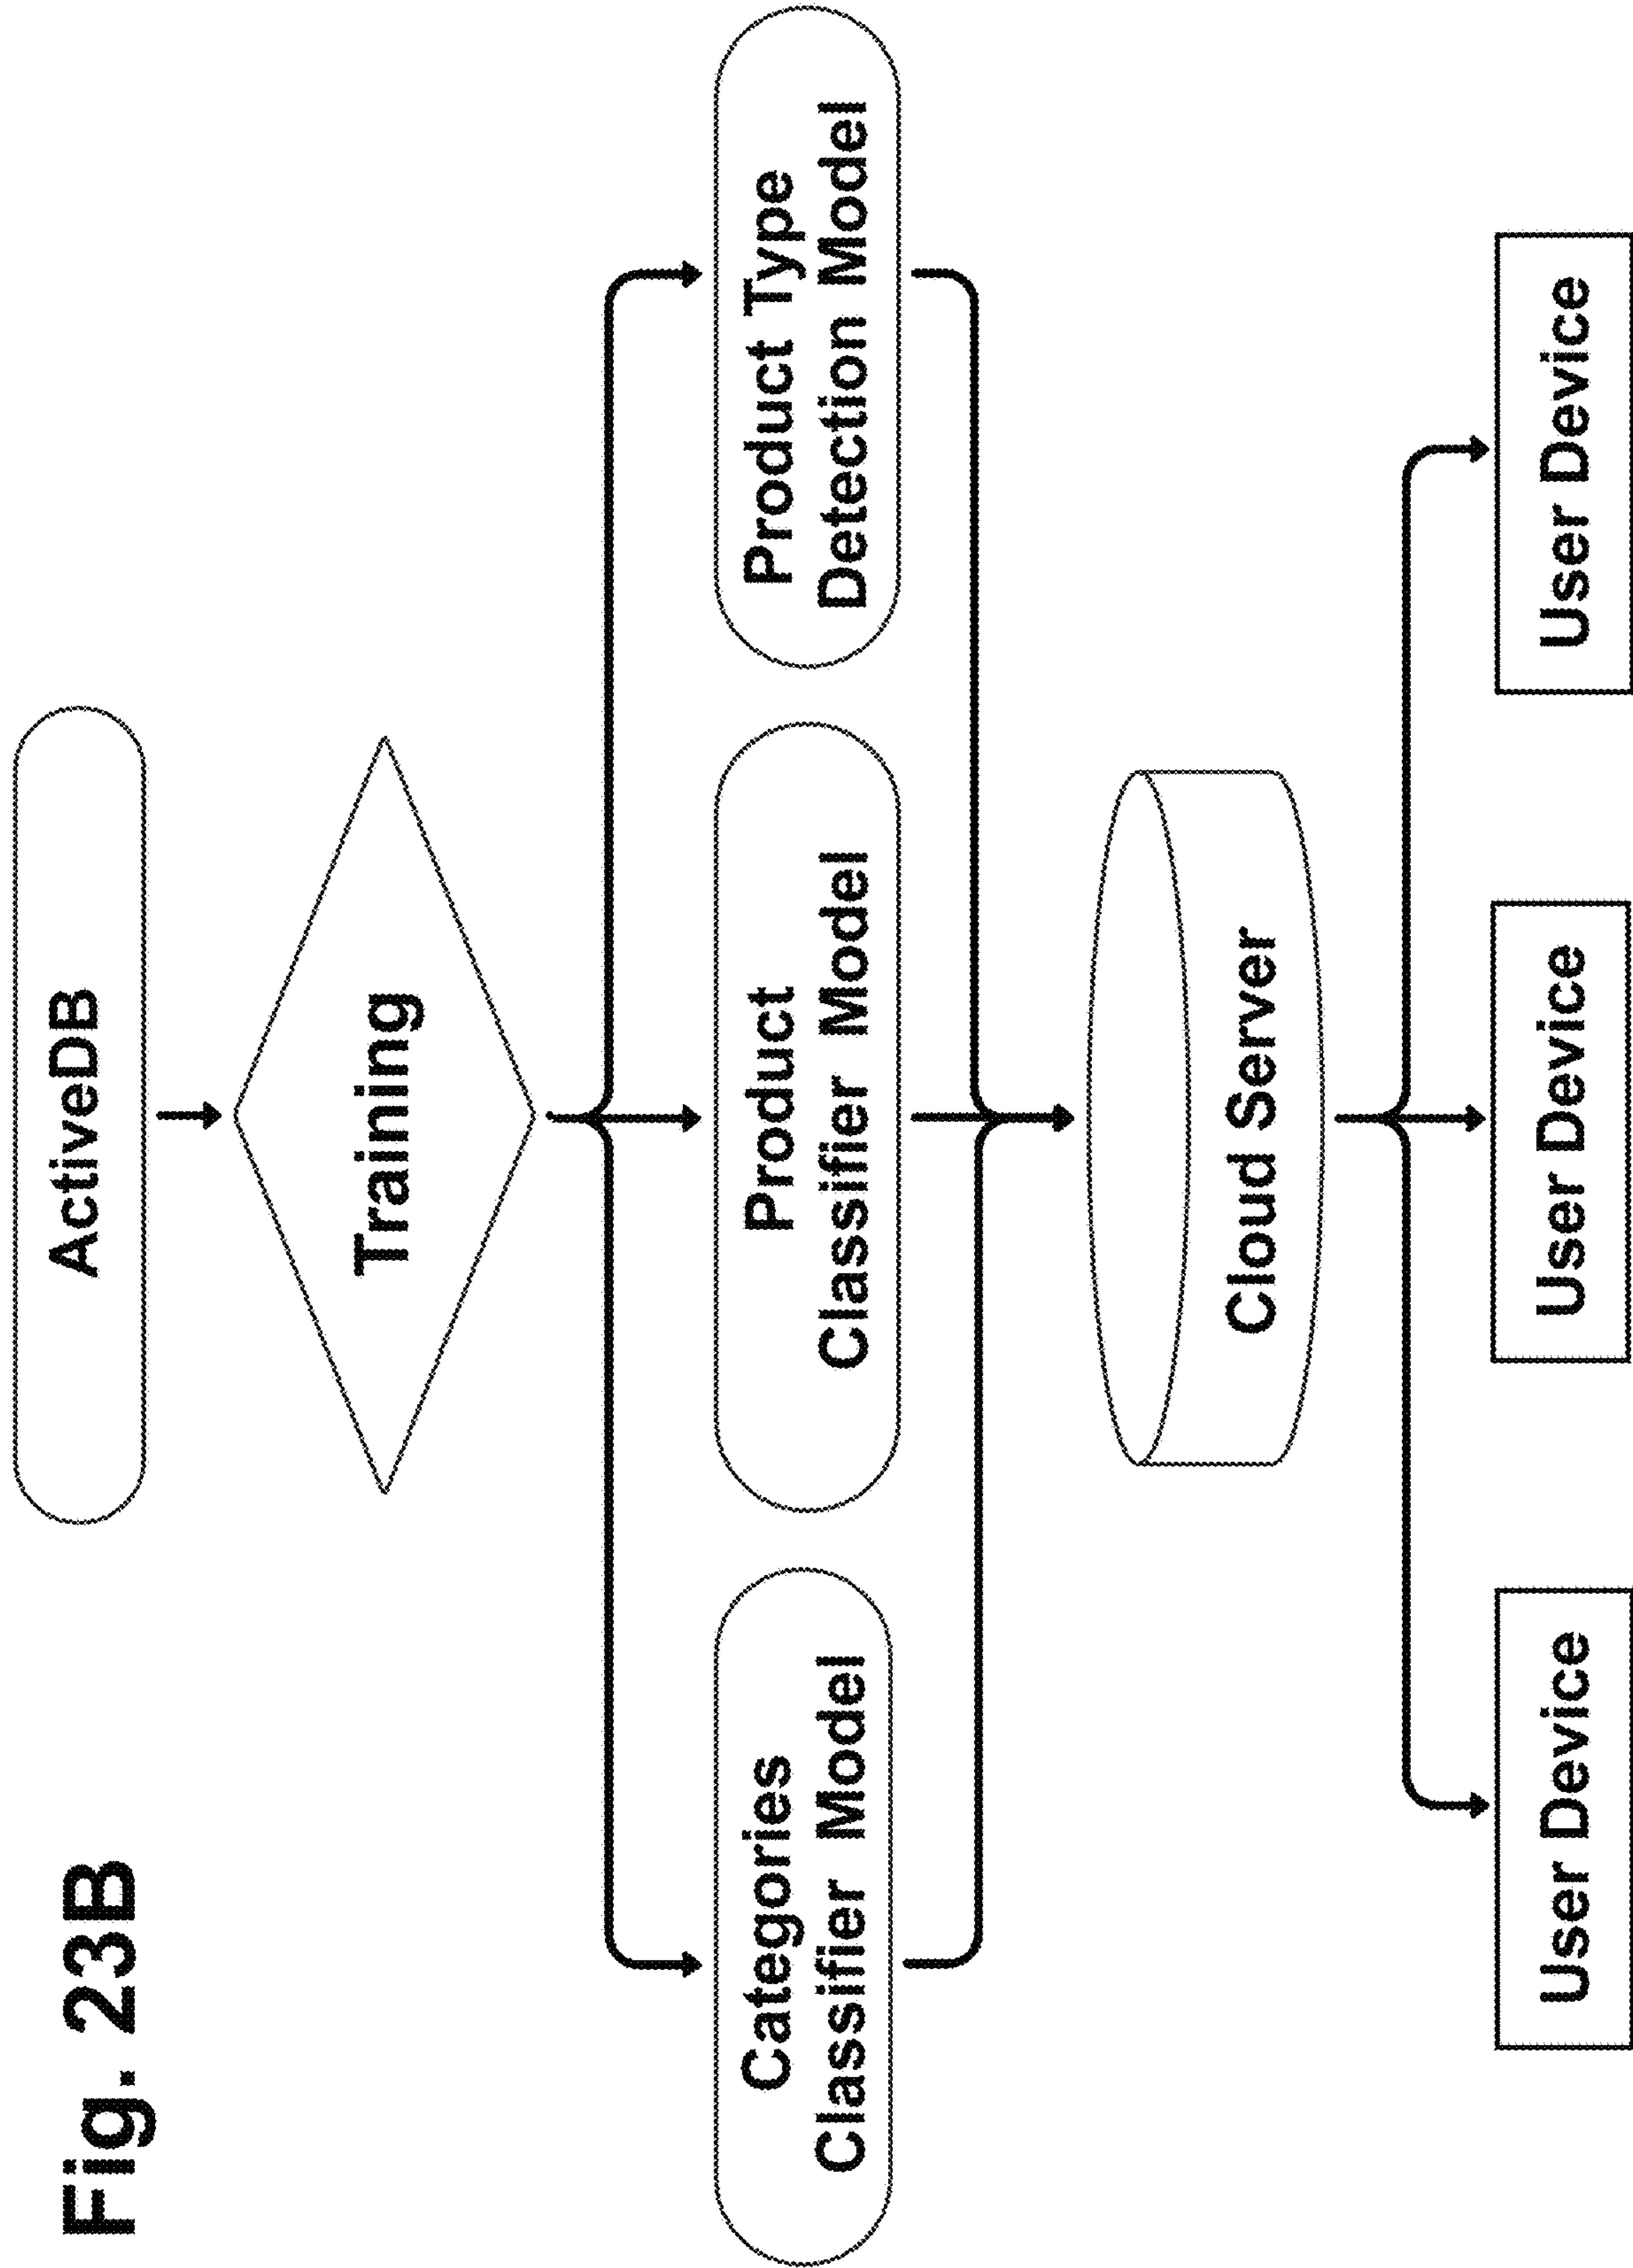 Fig. 23B
ActiveDB
Training
Categories
Classifier Model
Product
Classifier Model
Product Type
Detection Model
Cloud Server
User Device
User Device
User Device